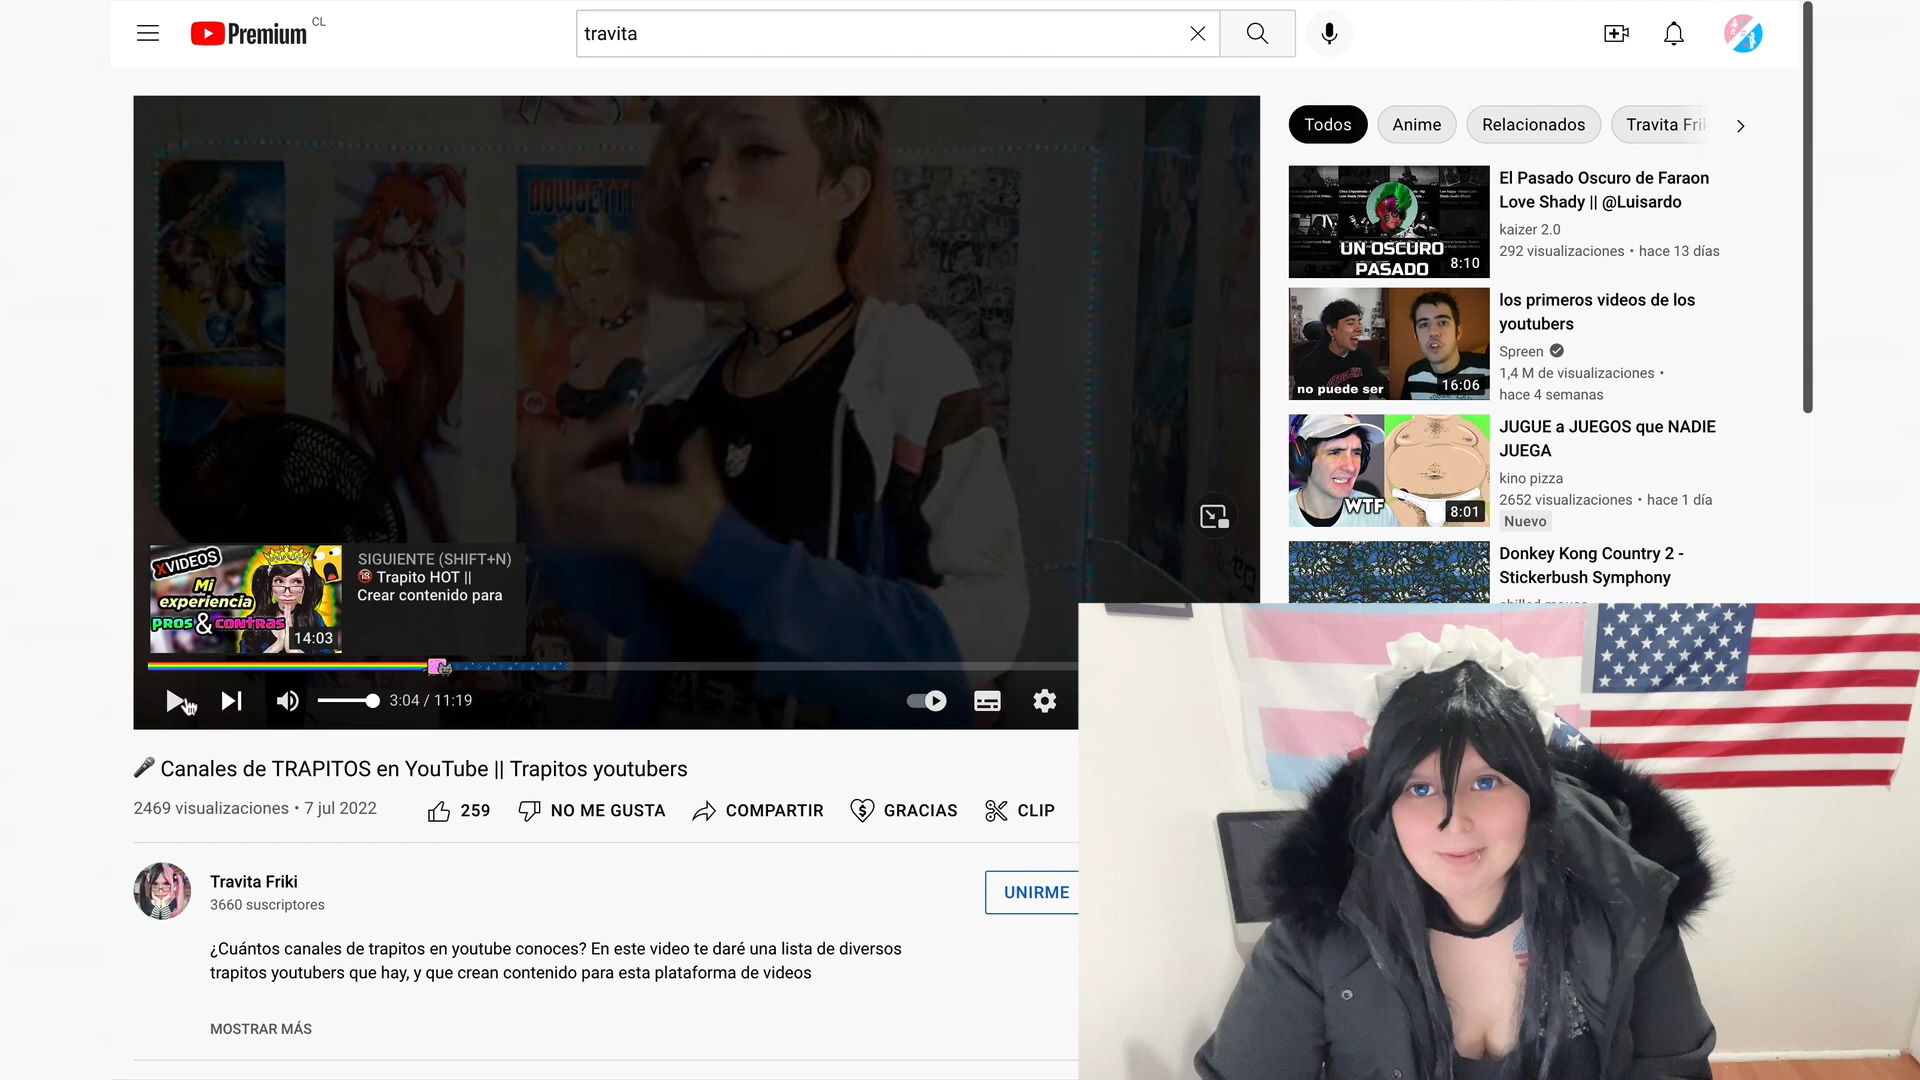 Premium CL
travita
Todos
Anime
Relacionados
Travita Fri
XVIDEOS
Mi
experiencia
PROS & CONTRAS
14:03
SIGUIENTE (SHIFT+N)
🔞 Trapito HOT ||
Crear contenido para
3:04 / 11:19
🎤 Canales de TRAPITOS en YouTube || Trapitos youtubers
2469 visualizaciones • 7 jul 2022
259
NO ME GUSTA
COMPARTIR
GRACIAS
CLIP
Travita Friki
3660 suscriptores
UNIRME
¿Cuántos canales de trapitos en youtube conoces? En este video te daré una lista de diversos
trapitos youtubers que hay, y que crean contenido para esta plataforma de videos
MOSTRAR MÁS
UN OSCURO
PASADO
8:10
El Pasado Oscuro de Faraon
Love Shady || @Luisardo
kaizer 2.0
292 visualizaciones • hace 13 días
no puede ser
16:06
los primeros videos de los
youtubers
Spreen
1,4 M de visualizaciones •
hace 4 semanas
WTF
8:01
JUGUE a JUEGOS que NADIE
JUEGA
kino pizza
2652 visualizaciones • hace 1 día
Nuevo
Donkey Kong Country 2 -
Stickerbush Symphony